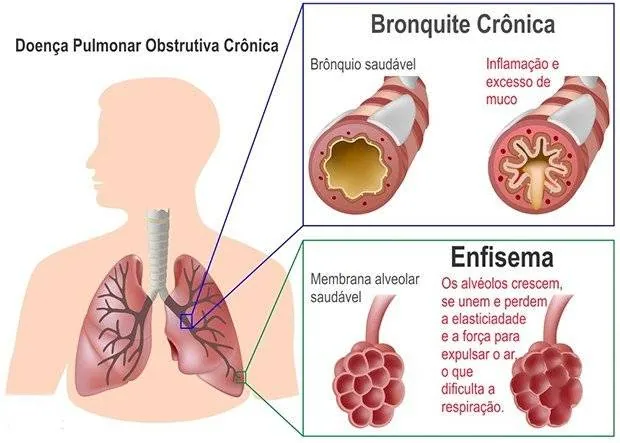 Doença Pulmonar Obstrutiva Crônica
Bronquite Crônica
Brônquio saudável
Inflamação e
excesso de
muco
Enfisema
Membrana alveolar
saudável
Os alvéolos crescem,
se unem e perdem
a elasticiadade
e a força para
expulsar o ar,
o que
dificulta a
respiração.